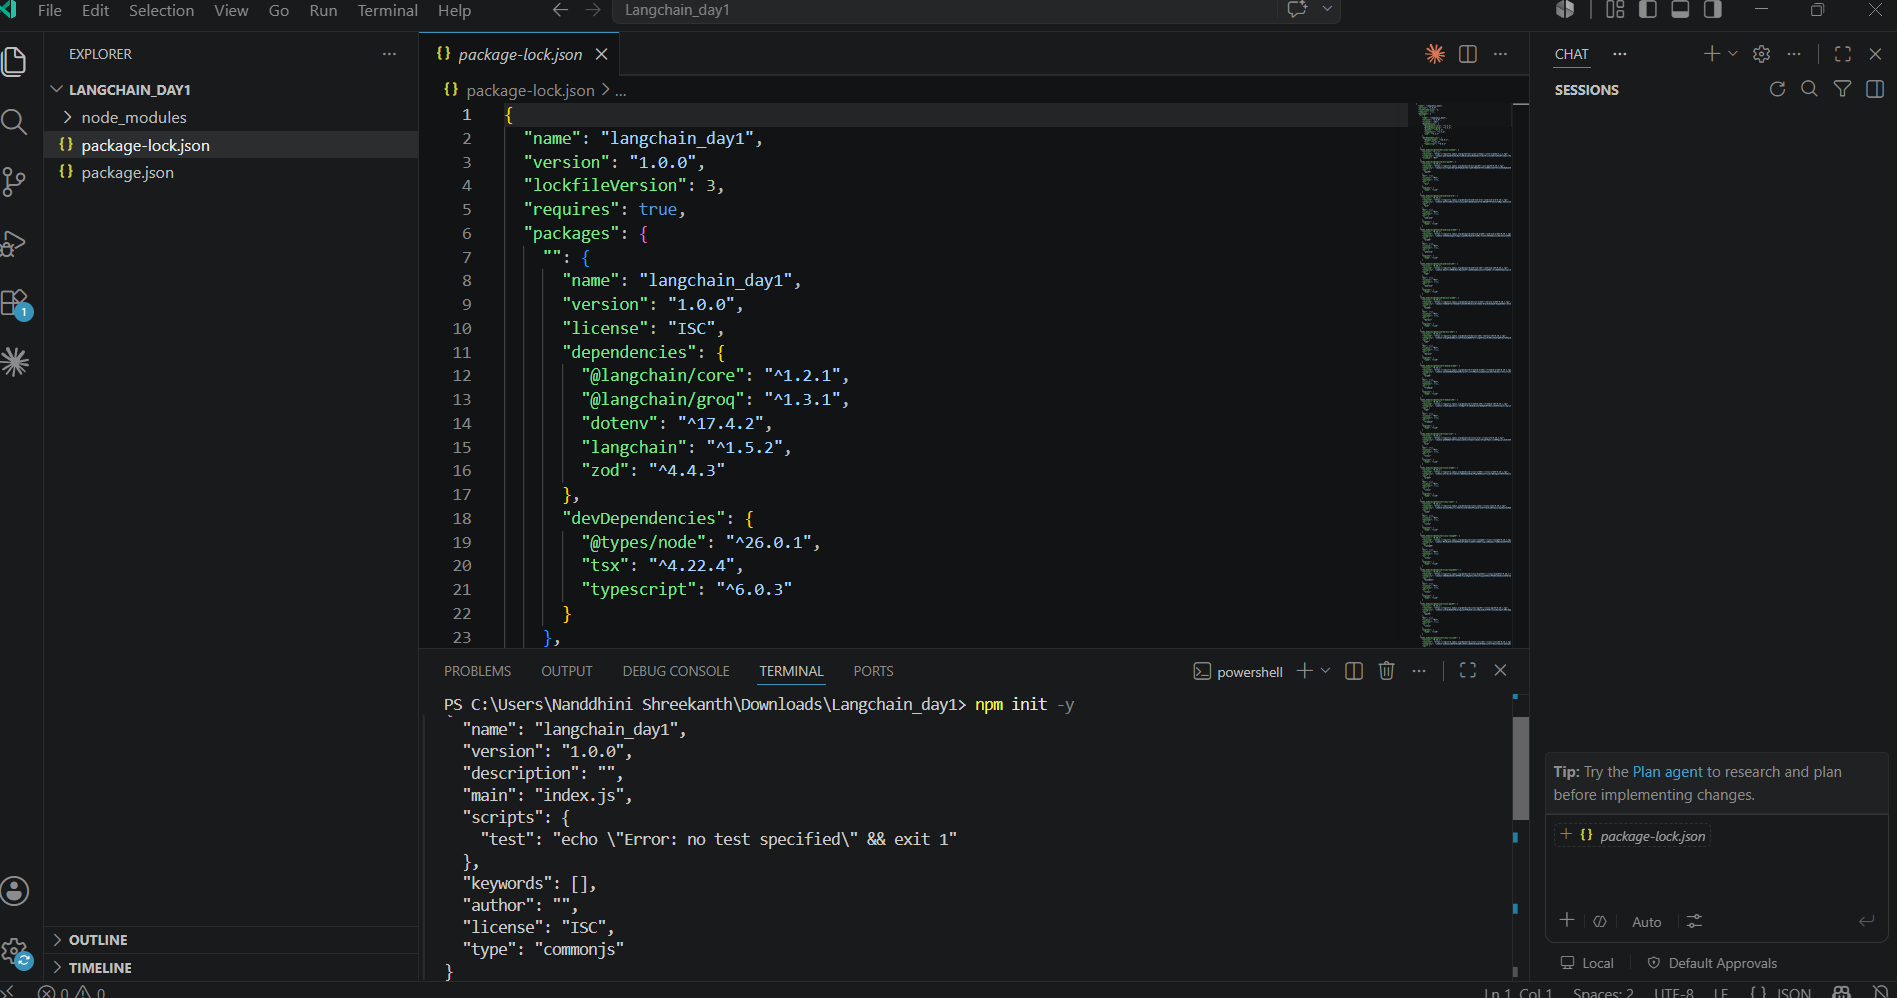 File Edit Selection View Go Run Terminal Help
Langchain_day1
EXPLORER
LANGCHAIN_DAY1
node_modules
package-lock.json
package.json
OUTLINE
TIMELINE
1
package-lock.json
package-lock.json > ...
1 {
2 "name": "langchain_day1",
3 "version": "1.0.0",
4 "lockfileVersion": 3,
5 "requires": true,
6 "packages": {
7 "": {
8 "name": "langchain_day1",
9 "version": "1.0.0",
10 "license": "ISC",
11 "dependencies": {
12 "@langchain/core": "^1.2.1",
13 "@langchain/groq": "^1.3.1",
14 "dotenv": "^17.4.2",
15 "langchain": "^1.5.2",
16 "zod": "^4.4.3"
17 },
18 "devDependencies": {
19 "@types/node": "^26.0.1",
20 "tsx": "^4.22.4",
21 "typescript": "^6.0.3"
22 }
23 },
PROBLEMS OUTPUT DEBUG CONSOLE TERMINAL PORTS
powershell
PS C:\Users\Nanddhini Shreekanth\Downloads\Langchain_day1> npm init -y
"name": "langchain_day1",
"version": "1.0.0",
"description": "",
"main": "index.js",
"scripts": {
"test": "echo \"Error: no test specified\" && exit 1"
},
"keywords": [],
"author": "",
"license": "ISC",
"type": "commonjs"
}
CHAT
SESSIONS
Tip: Try the Plan agent to research and plan
before implementing changes.
package-lock.json
Auto
Local Default Approvals
0 0
Ln 1, Col 1 Spaces: 2 UTF-8 LF {} JSON